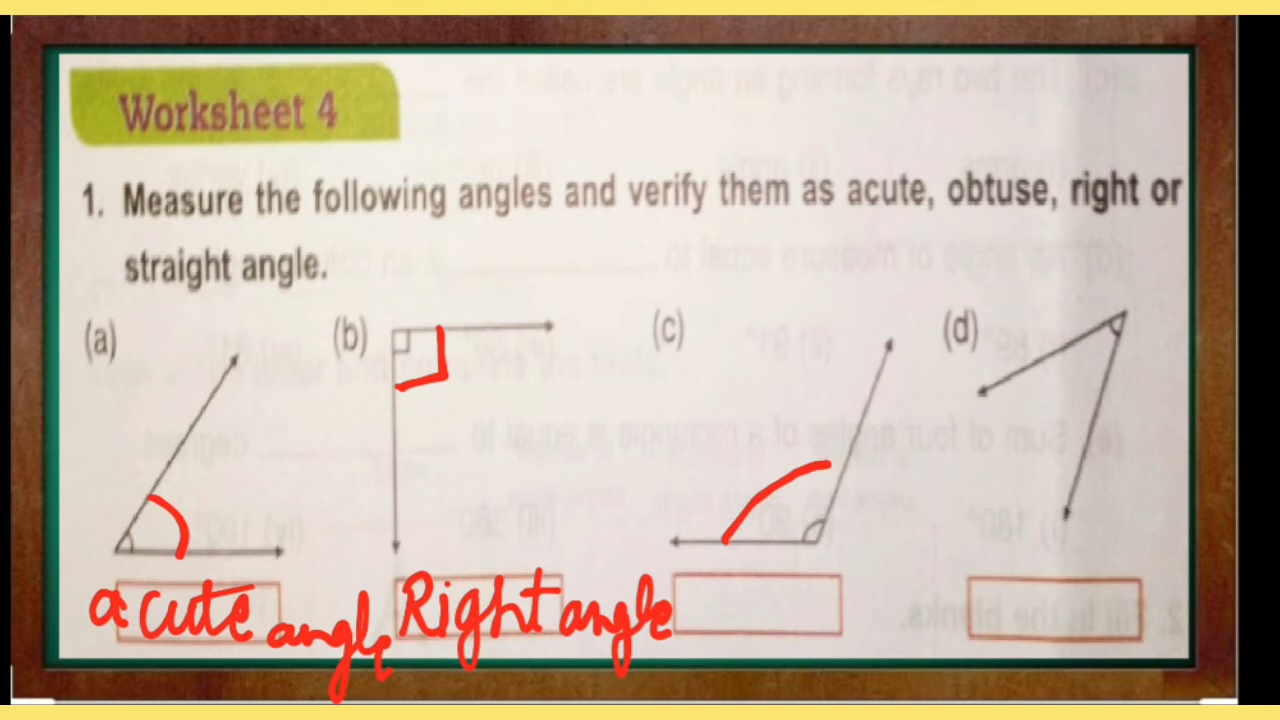 Worksheet 4
1. Measure the following angles and verify them as acute, obtuse, right or
straight angle.
(a) (b) (c) (d)
acute angle Right angle